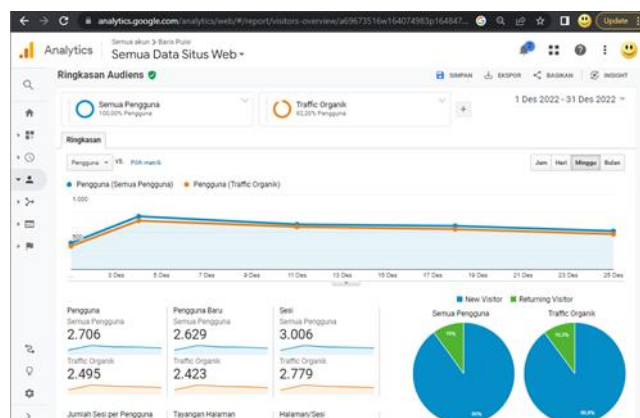 analytics.google.com/analytics/web/#/report/visitors-overview/a69673516w164074983p164847...
Update
Analytics
Semua akun > Baris Puisi
Semua Data Situs Web
Ringkasan Audiens
SIMPAN
EKSPOR
BAGIKAN
INSIGHT
Semua Pengguna
100,00% Pengguna
Traffic Organik
92,20% Pengguna
+
1 Des 2022 - 31 Des 2022
Ringkasan
Pengguna VS. Pilih metrik
Jam Hari Minggu Bulan
Pengguna (Semua Pengguna) Pengguna (Traffic Organik)
1.000
500
...
3 Des 5 Des 7 Des 9 Des 11 Des 13 Des 15 Des 17 Des 19 Des 21 Des 23 Des 25 Des
New Visitor Returning Visitor
Semua Pengguna
Traffic Organik
10%
90%
Pengguna
Semua Pengguna
2.706
Traffic Organik
2.495
Pengguna Baru
Semua Pengguna
2.629
Traffic Organik
2.423
Sesi
Semua Pengguna
3.006
Traffic Organik
2.779
Jumlah Sesi per Pengguna
Tayangan Halaman
Halaman/Sesi